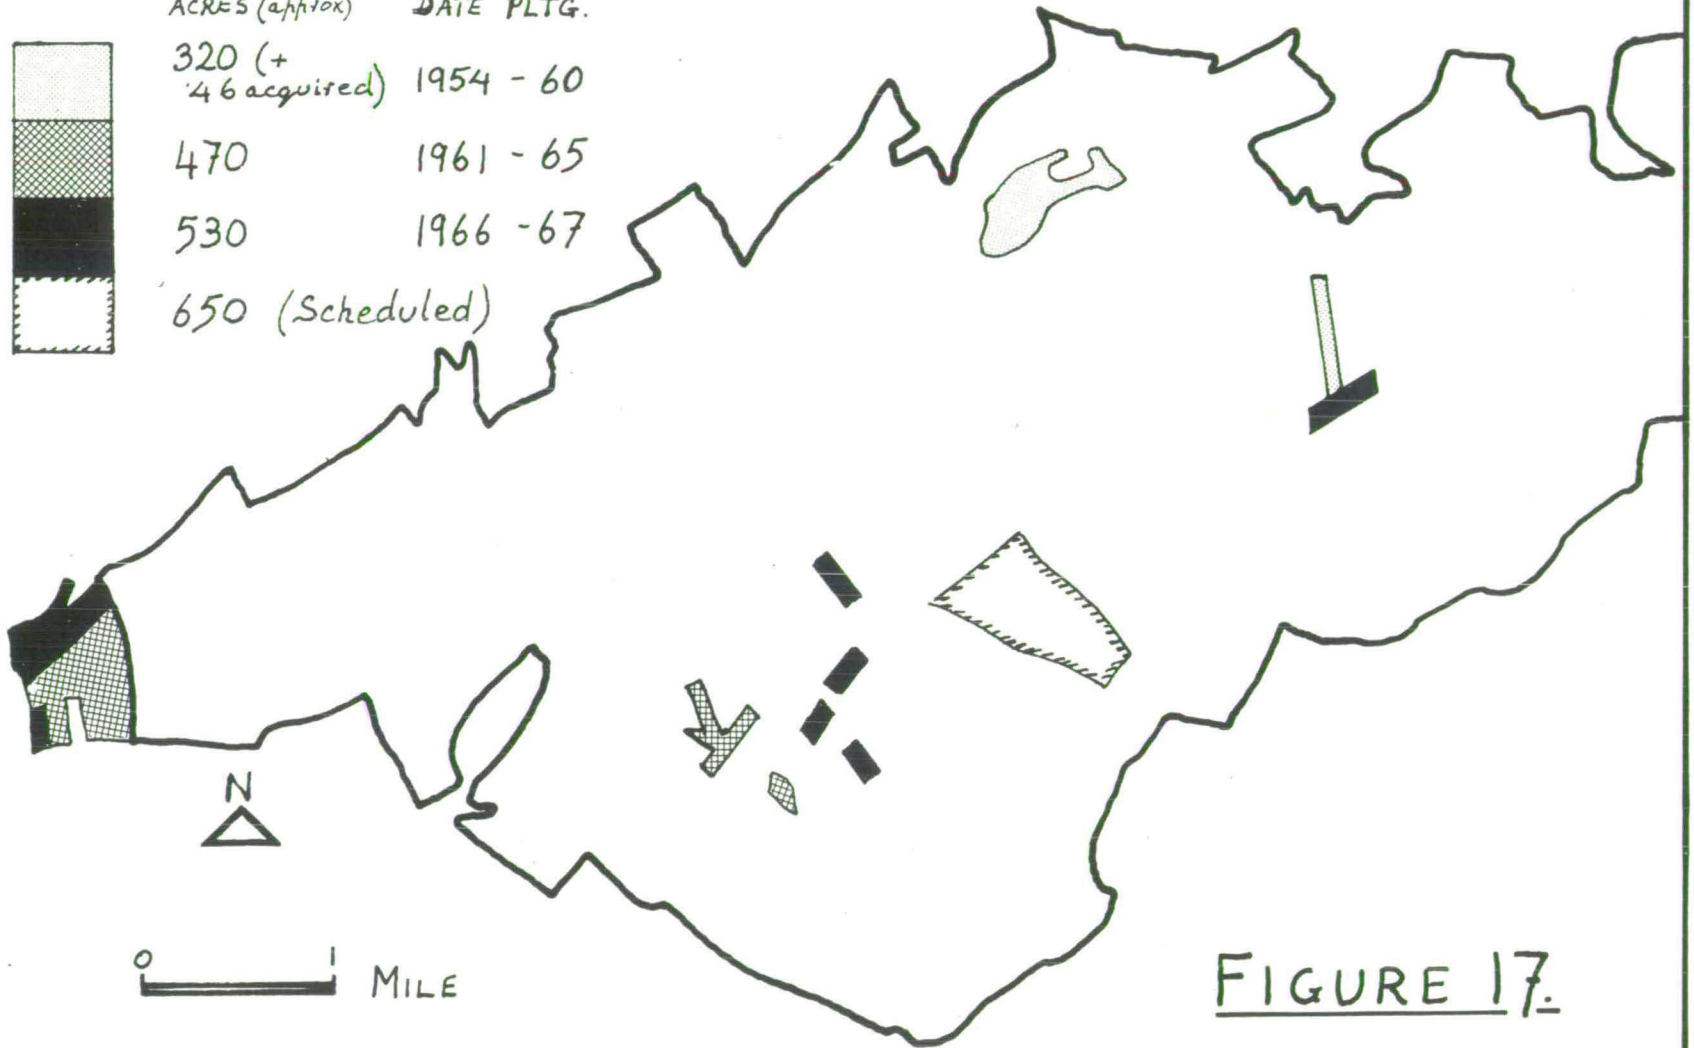 ACRES (approx) DATE PLTG.
320 (+
46 acquired) 1954 - 60
470 1961 - 65
530 1966 - 67
650 (Scheduled)
N
0 1
MILE
FIGURE 17.